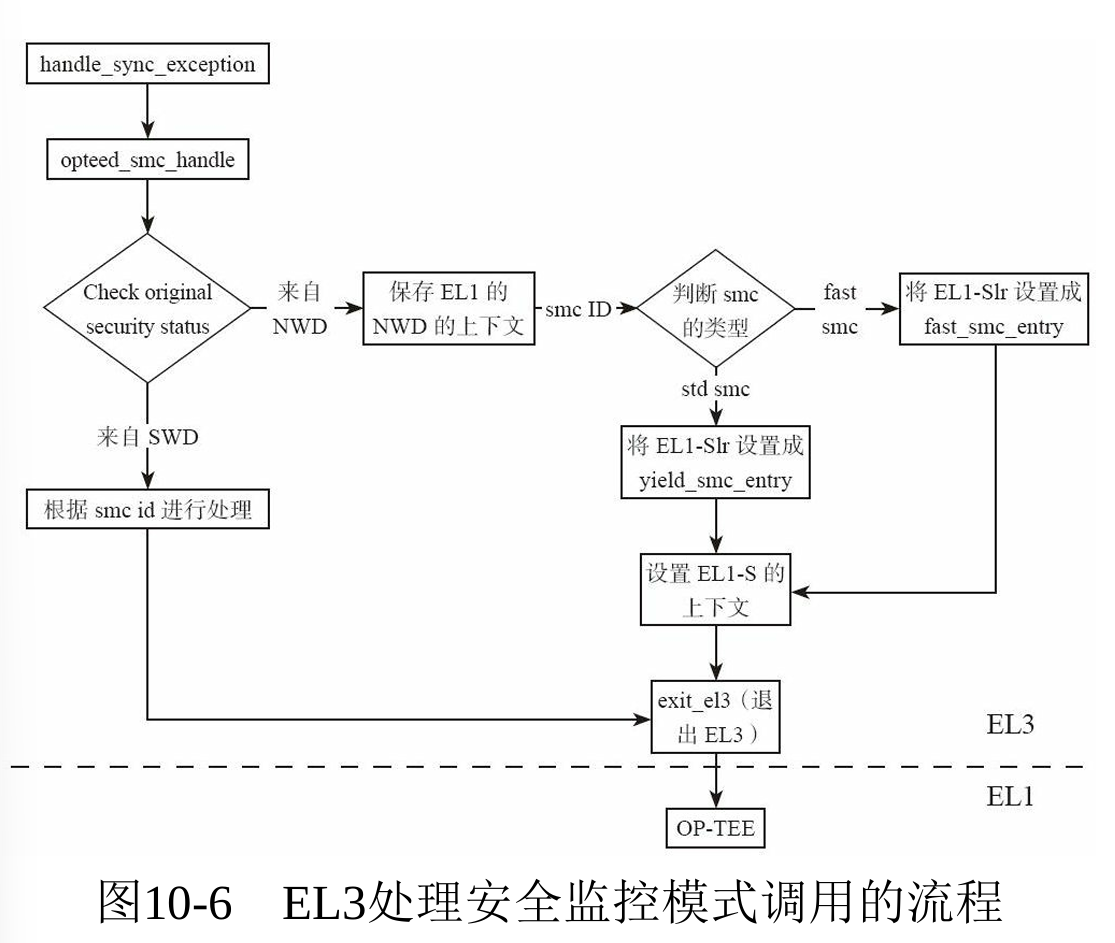 handle_sync_exception
opteed_smc_handle
Check original
security status
来自
NWD
保存 EL1 的
NWD 的上下文
smc ID
判断 smc
的类型
fast
smc
将 EL1-Slr 设置成
fast_smc_entry
std smc
来自 SWD
将 EL1-Slr 设置成
yield_smc_entry
根据 smc id 进行处理
设置 EL1-S 的
上下文
exit_el3（退
出 EL3）
EL3
EL1
OP-TEE
图10-6 EL3处理安全监控模式调用的流程